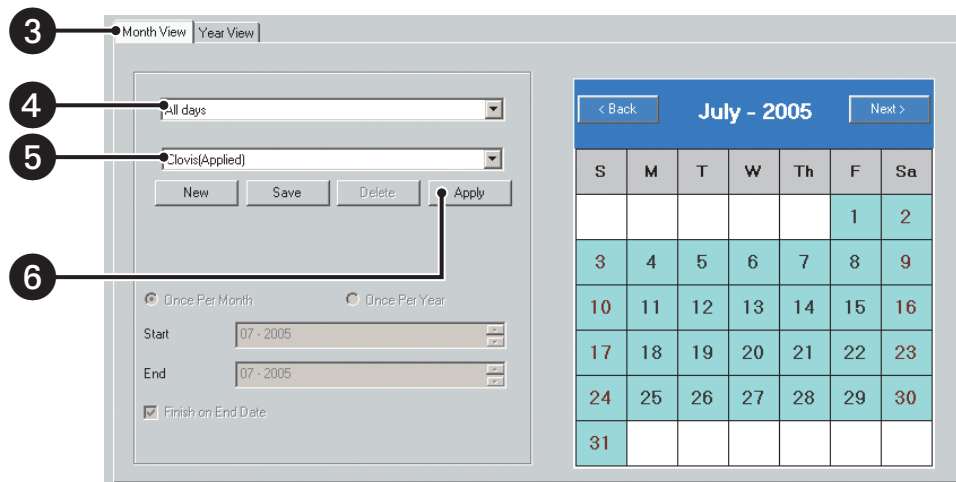 3
Month View Year View
4
All days
5
Clovis(Applied)
New Save Delete Apply
6
Once Per Month Once Per Year
Start 07 - 2005
End 07 - 2005
Finish on End Date
< Back July - 2005 Next >
S M T W Th F Sa
1 2
3 4 5 6 7 8 9
10 11 12 13 14 15 16
17 18 19 20 21 22 23
24 25 26 27 28 29 30
31